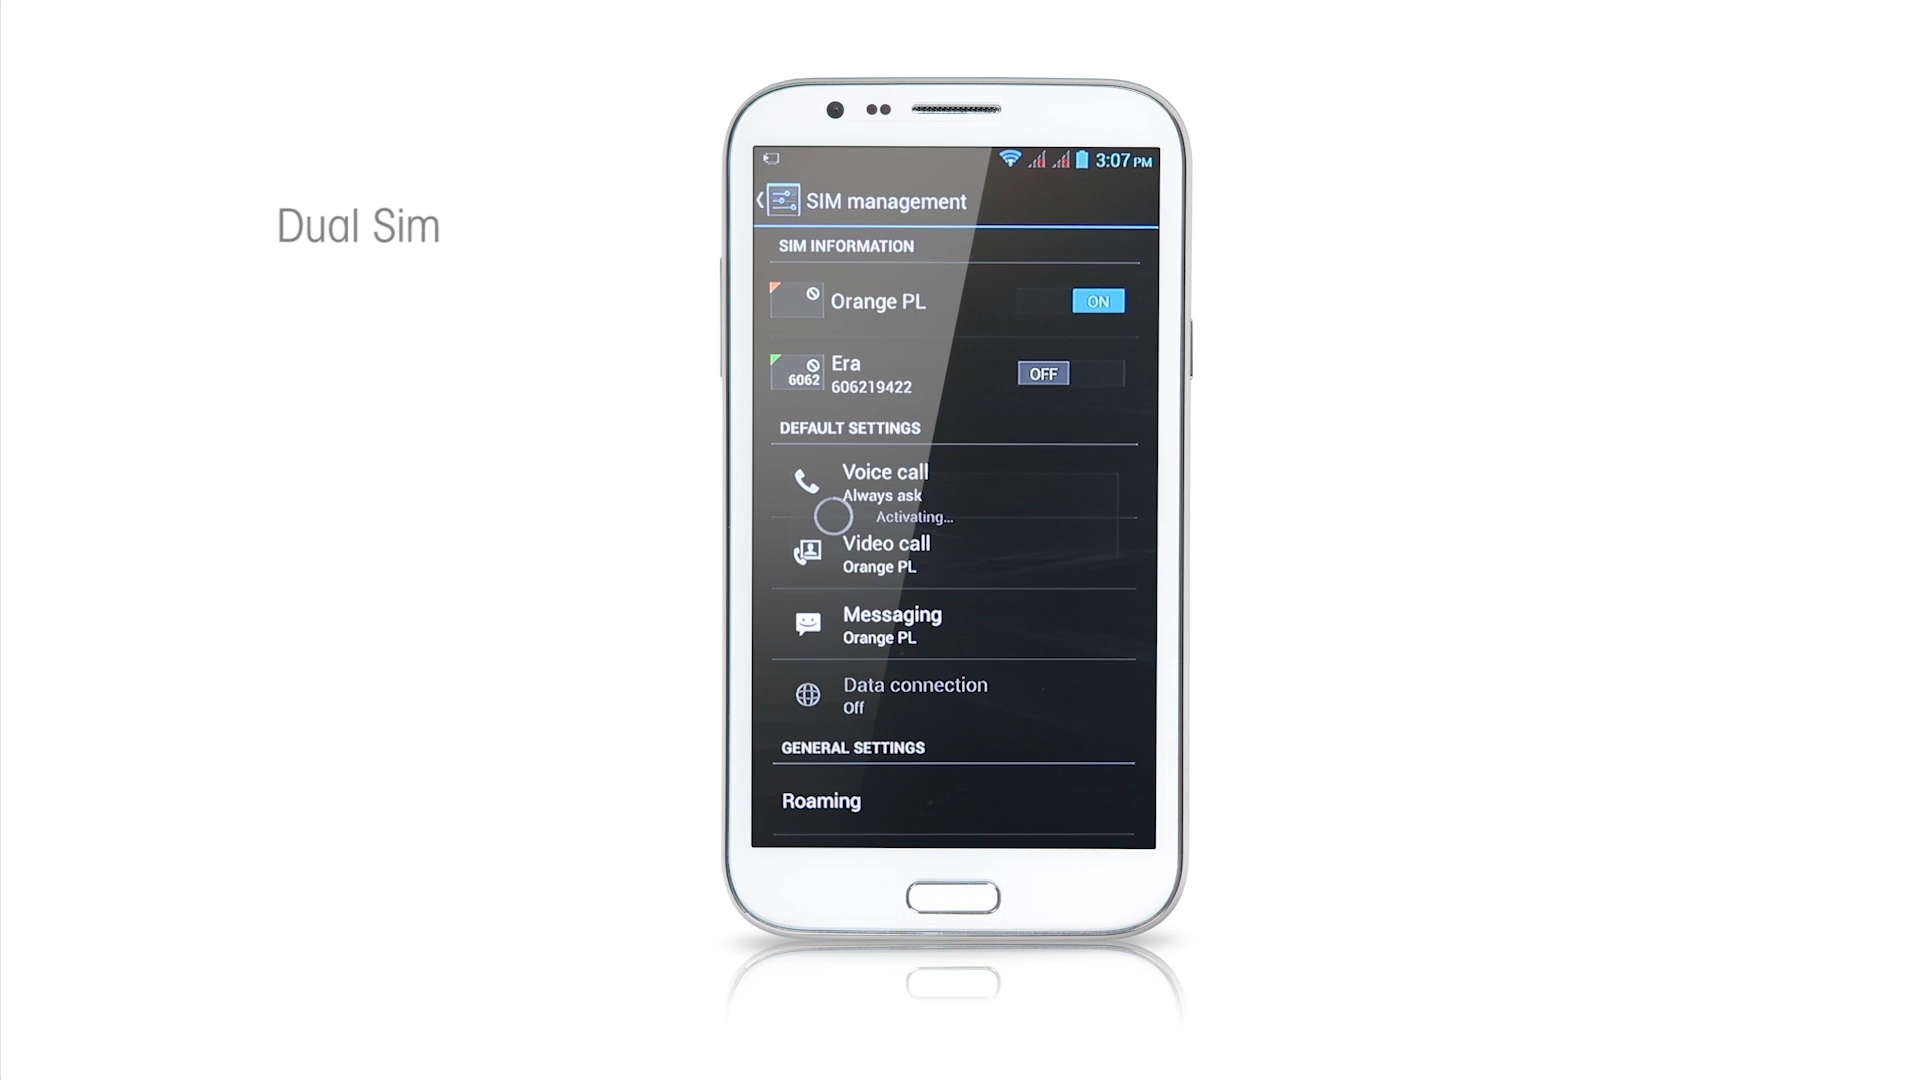 Dual Sim
3:07 PM
SIM management
SIM INFORMATION
Orange PL
ON
Era
6062
606219422
OFF
DEFAULT SETTINGS
Voice call
Always ask
Activating...
Video call
Orange PL
Messaging
Orange PL
Data connection
Off
GENERAL SETTINGS
Roaming